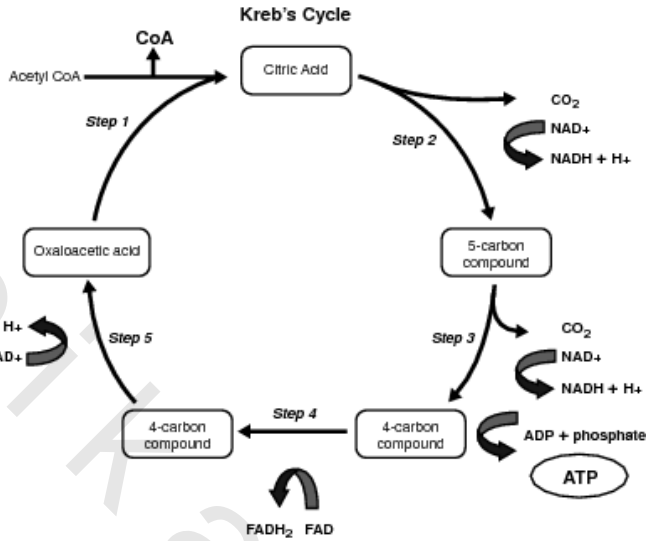 Kreb's Cycle
CoA
Acetyl CoA
Citric Acid
Step 1
CO₂
NAD+
NADH + H+
Step 2
5-carbon
compound
Oxaloacetic acid
Step 3
CO₂
NAD+
NADH + H+
H+
AD+
Step 5
Step 4
4-carbon
compound
4-carbon
compound
ADP + phosphate
ATP
FADH₂ FAD